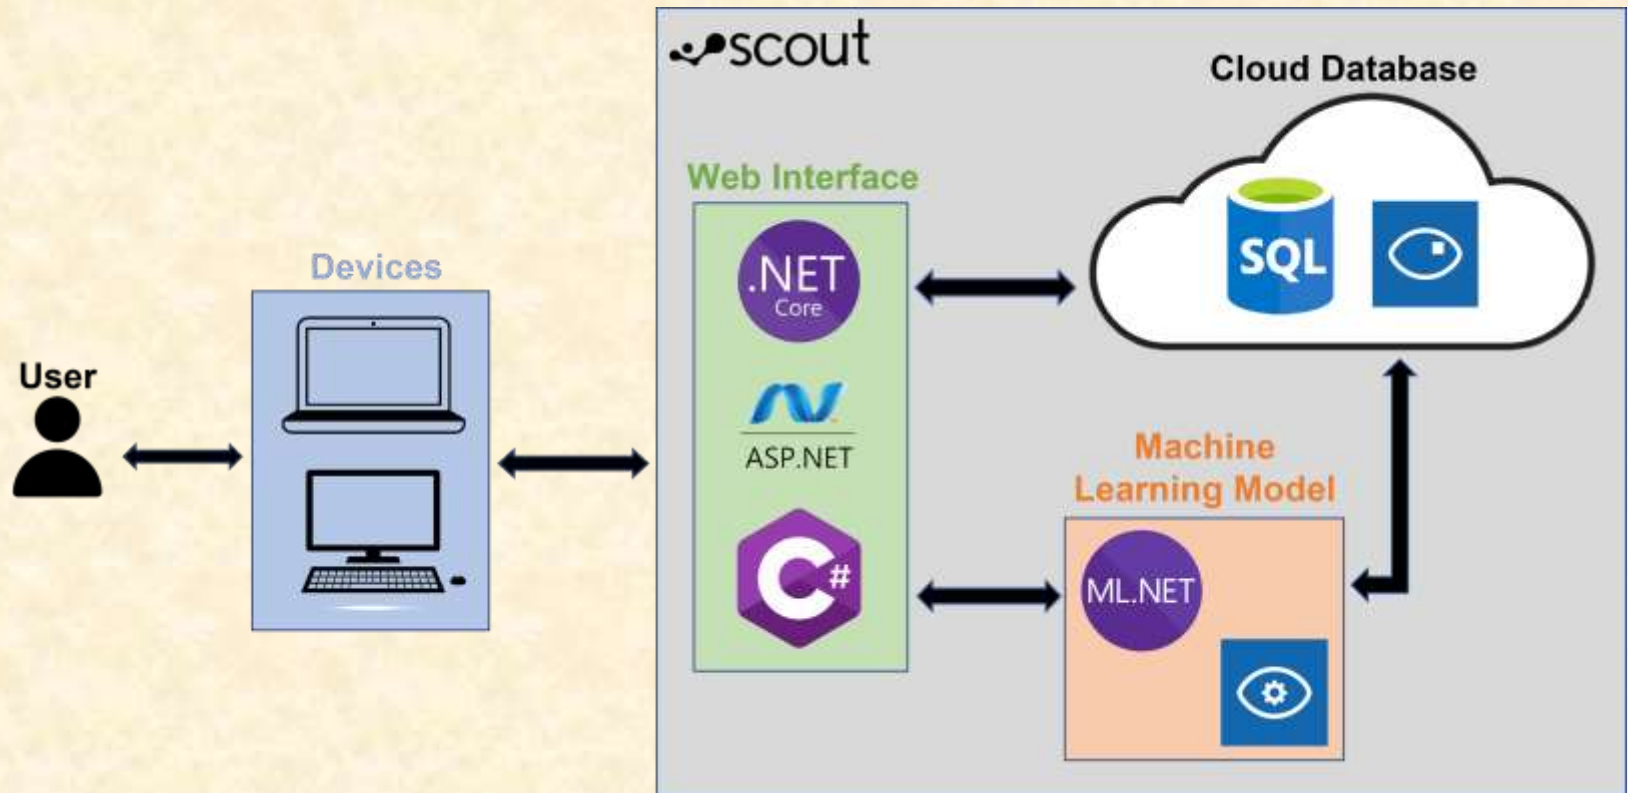 scout
Cloud Database
Web Interface
SQL
.NET
Core
Devices
User
ASP.NET
Machine
Learning Model
C#
ML.NET